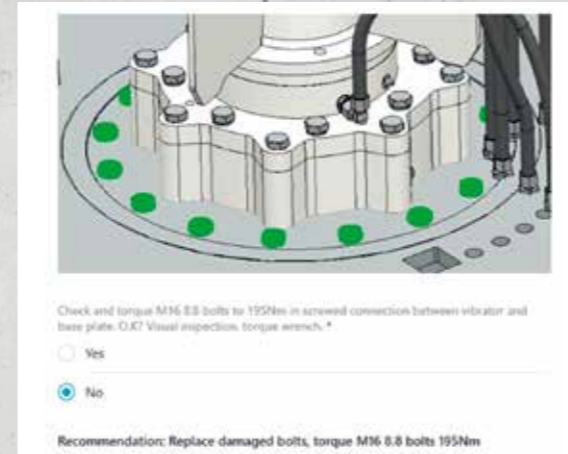 Check and torque M16 8.8 bolts to 195Nm in screwed connection between vibrator and
base plate. O.K? Visual inspection, torque wrench. *
Yes
No
Recommendation: Replace damaged bolts, torque M16 8.8 bolts 195Nm